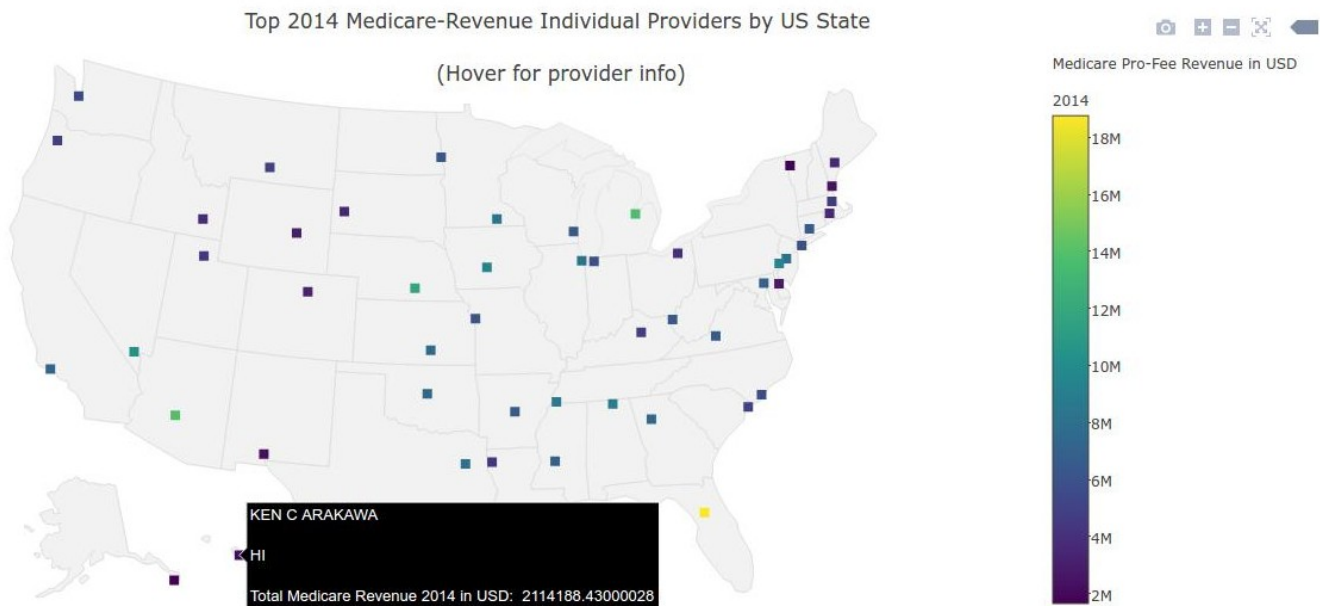 Top 2014 Medicare-Revenue Individual Providers by US State
(Hover for provider info)
Medicare Pro-Fee Revenue in USD
2014
18M
16M
14M
12M
10M
8M
6M
4M
2M
KEN C ARAKAWA
HI
Total Medicare Revenue 2014 in USD: 2114188.43000028